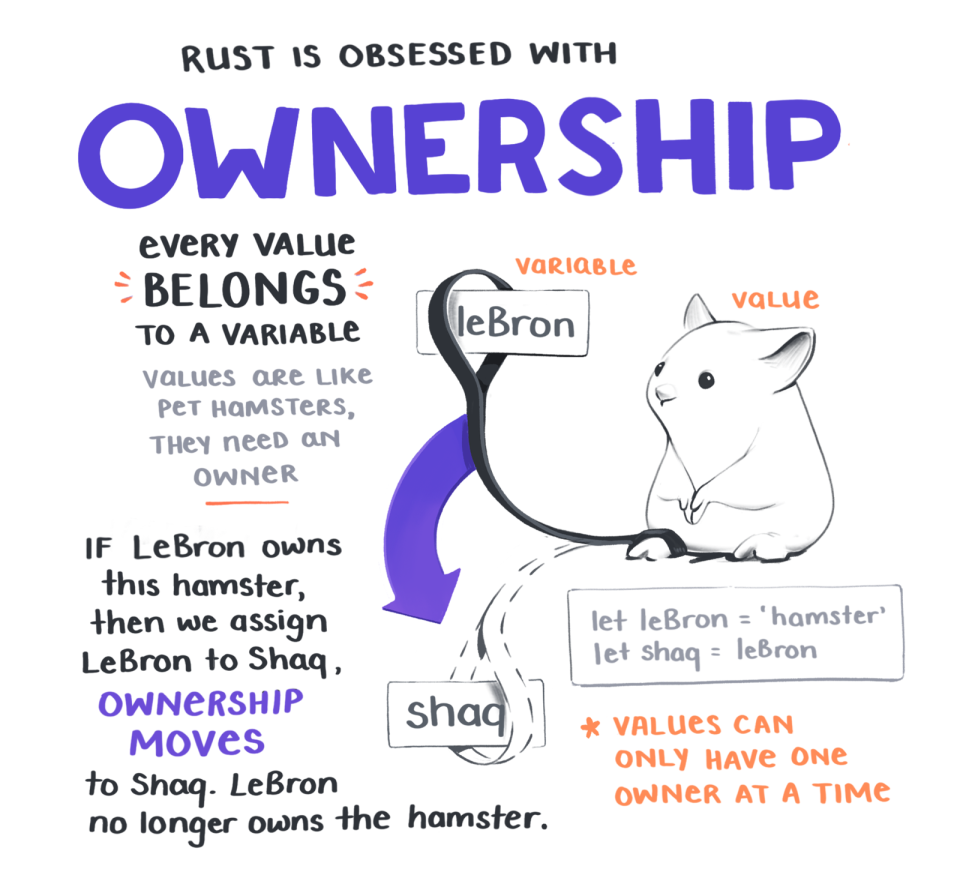 RUST IS OBSESSED WITH
OWNERSHIP
EVERY VALUE
BELONGS
TO A VARIABLE
VALUES ARE LIKE
PET HAMSTERS,
THEY NEED AN
OWNER
IF LeBron owns
this hamster,
then we assign
LeBron to Shaq,
OWNERSHIP
MOVES
to Shaq. LeBron
no longer owns the hamster.
VARIABLE
leBron
VALUE
shaq
let leBron = 'hamster'
let shaq = leBron
* VALUES CAN
ONLY HAVE ONE
OWNER AT A TIME